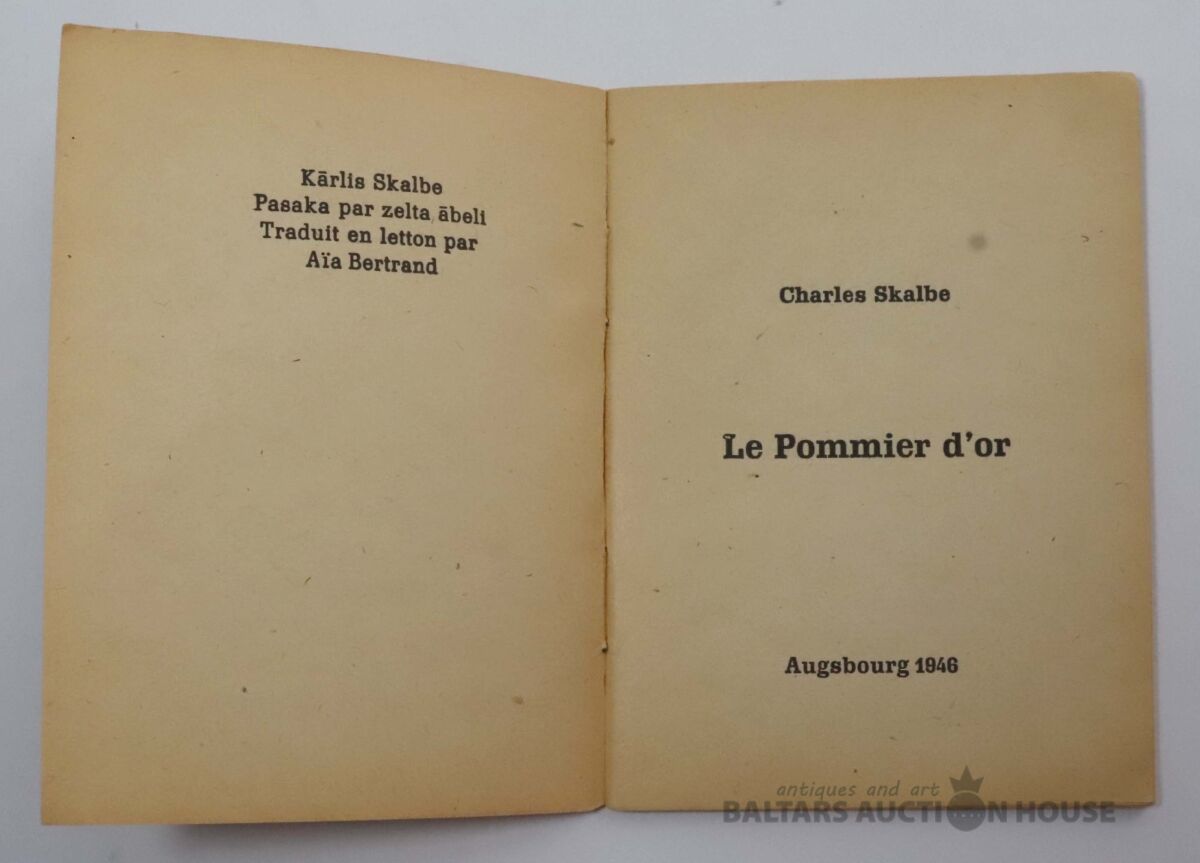 Kārlis Skalbe
Pasaka par zelta ābeli
Traduit en letton par
Aïa Bertrand
Charles Skalbe
Le Pommier d'or
Augsbourg 1946
antiques and art
BALTARS AUCTION HOUSE